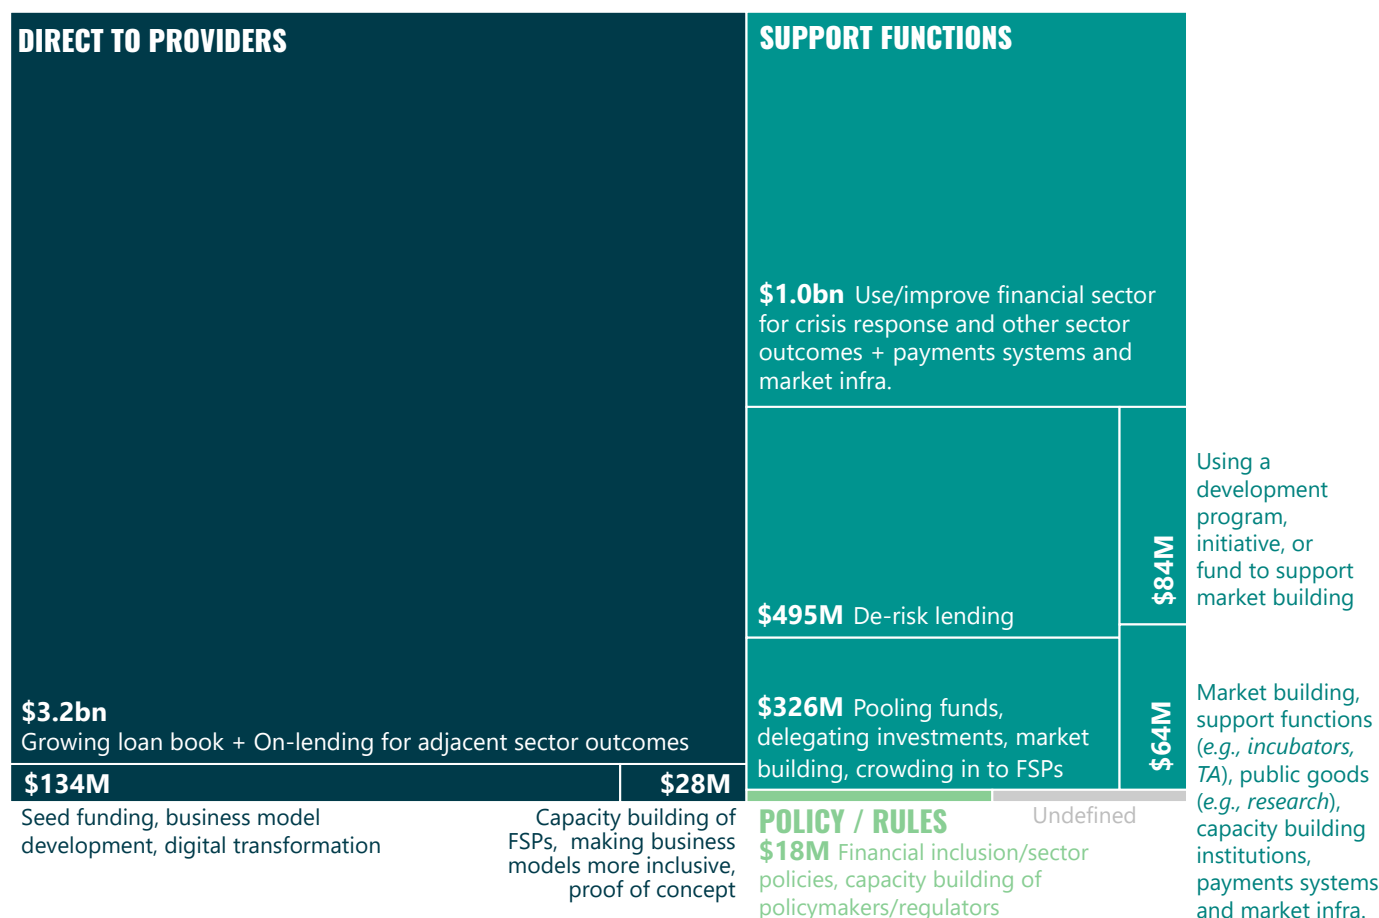 DIRECT TO PROVIDERS
$3.2bn
Growing loan book + On-lending for adjacent sector outcomes
$134M
Seed funding, business model
development, digital transformation
$28M
Capacity building of
FSPs, making business
models more inclusive,
proof of concept
SUPPORT FUNCTIONS
$1.0bn Use/improve financial sector
for crisis response and other sector
outcomes + payments systems and
market infra.
$495M De-risk lending
$326M Pooling funds,
delegating investments, market
building, crowding in to FSPs
$84M
Using a
development
program,
initiative, or
fund to support
market building
$64M
Market building,
support functions
(e.g., incubators,
TA), public goods
(e.g., research),
capacity building
institutions,
payments systems
and market infra.
POLICY / RULES
$18M Financial inclusion/sector
policies, capacity building of
policymakers/regulators
Undefined